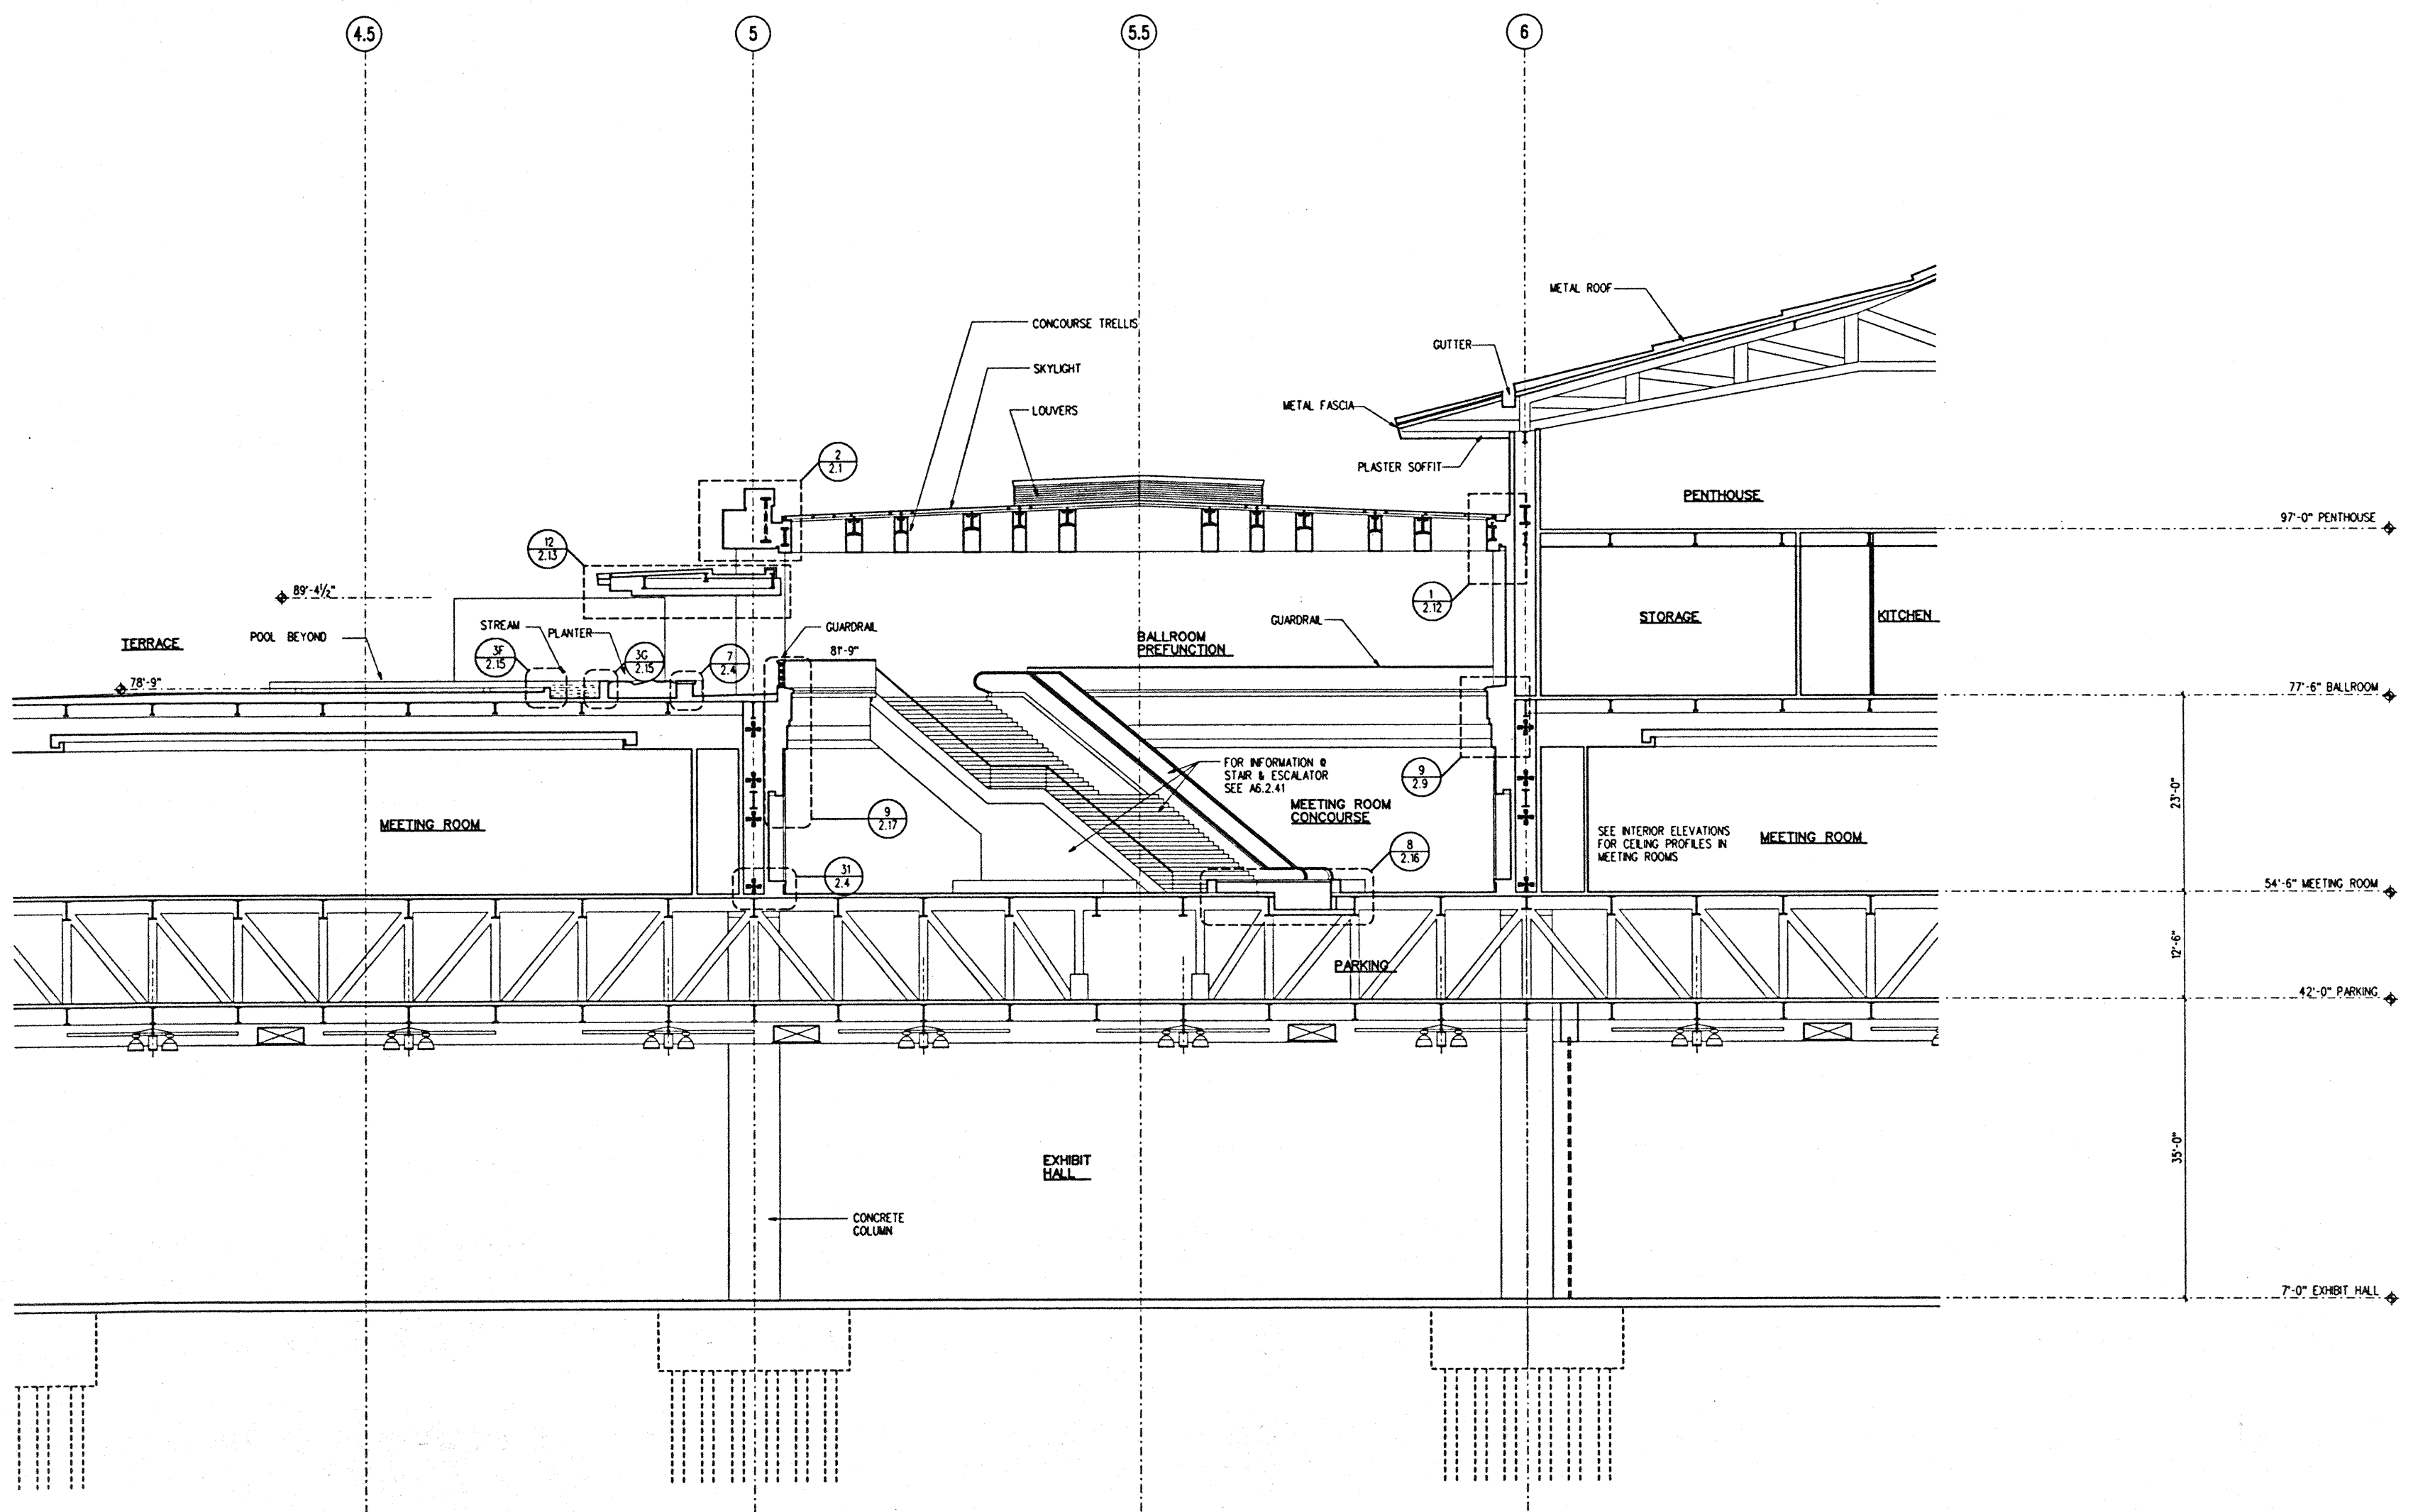 4.5
5
5.5
6
METAL ROOF
CONCOURSE TRELLIS
GUTTER
SKYLIGHT
METAL FASCIA
LOUVERS
2
2.1
PLASTER SOFFIT
PENTHOUSE
97'-0" PENTHOUSE
12
2.13
89'-4½"
1
2.12
TERRACE
POOL BEYOND
STREAM
PLANTER
GUARDRAIL
GUARDRAIL
STORAGE
KITCHEN
BALLROOM
PREFUNCTION
3F
2.15
3G
2.15
7
2.4
81'-9"
78'-9"
77'-6" BALLROOM
FOR INFORMATION @
STAIR & ESCALATOR
SEE A6.2.41
9
2.9
MEETING ROOM
CONCOURSE
23'-0"
MEETING ROOM
9
2.17
SEE INTERIOR ELEVATIONS
FOR CEILING PROFILES IN
MEETING ROOMS
MEETING ROOM
8
2.16
31
2.4
54'-6" MEETING ROOM
12'-6"
PARKING
42'-0" PARKING
35'-0"
EXHIBIT
HALL
CONCRETE
COLUMN
7'-0" EXHIBIT HALL